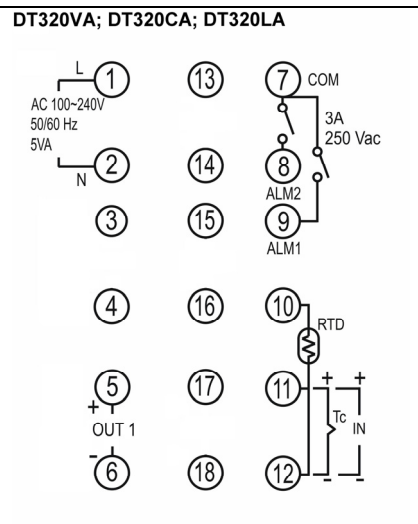 DT320VA; DT320CA; DT320LA
L
1
13
7
COM
AC 100~240V
50/60 Hz
5VA
3A
250 Vac
N
2
14
8
ALM2
3
15
9
ALM1
4
16
10
RTD
5
17
11
+
+
+
OUT 1
Tc
IN
-
6
18
12
-
-